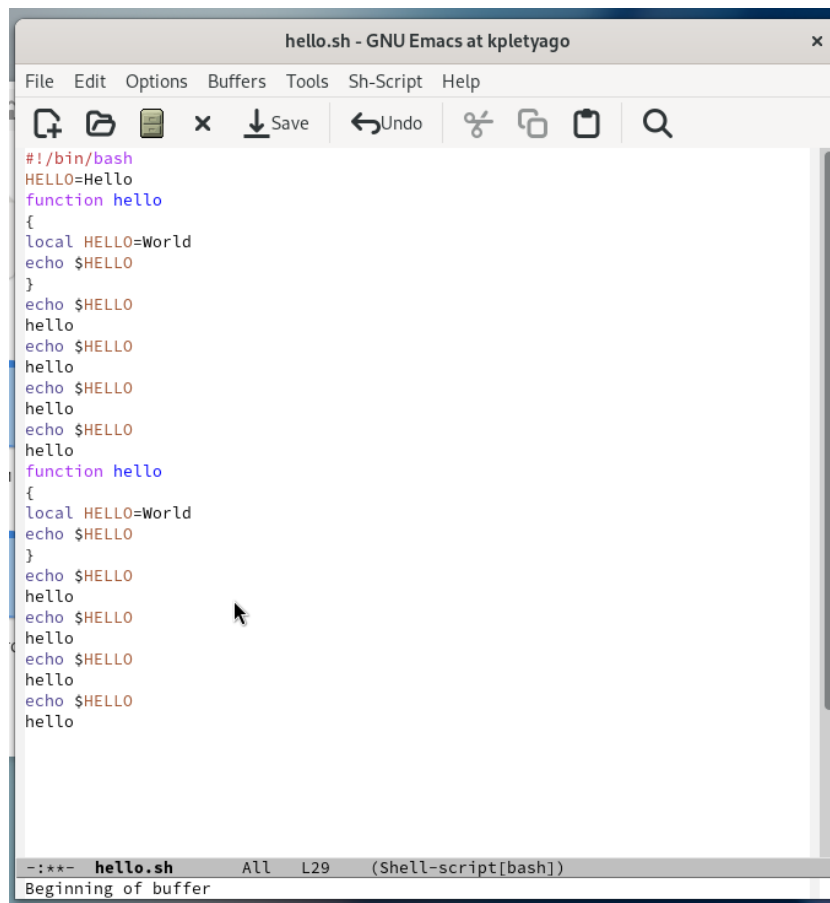 hello.sh - GNU Emacs at kpletyago
File Edit Options Buffers Tools Sh-Script Help
Save Undo
#!/bin/bash
HELLO=Hello
function hello
{
local HELLO=World
echo $HELLO
}
echo $HELLO
hello
echo $HELLO
hello
echo $HELLO
hello
echo $HELLO
hello
function hello
{
local HELLO=World
echo $HELLO
}
echo $HELLO
hello
echo $HELLO
hello
echo $HELLO
hello
echo $HELLO
hello
-:**- hello.sh All L29 (Shell-script[bash])
Beginning of buffer